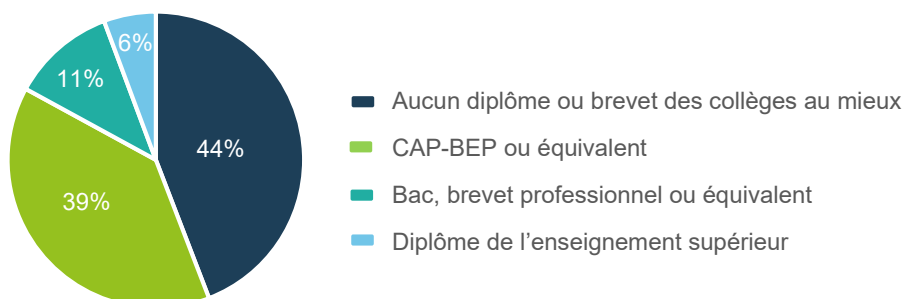 6%
11%
44%
39%
Aucun diplôme ou brevet des collèges au mieux
CAP-BEP ou équivalent
Bac, brevet professionnel ou équivalent
Diplôme de l’enseignement supérieur